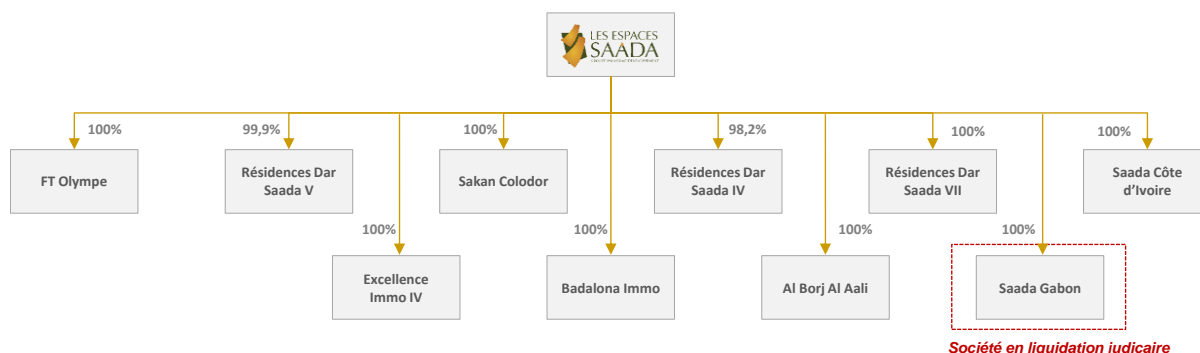 LES ESPACES
SAADA
100%
99,9%
100%
98,2%
100%
100%
FT Olympe
Résidences Dar
Saada V
Sakan Colodor
Résidences Dar
Saada IV
Résidences Dar
Saada VII
Saada Côte
d’Ivoire
100%
100%
100%
100%
Excellence
Immo IV
Badalona Immo
Al Borj Al Aali
Saada Gabon
Société en liquidation judicaire